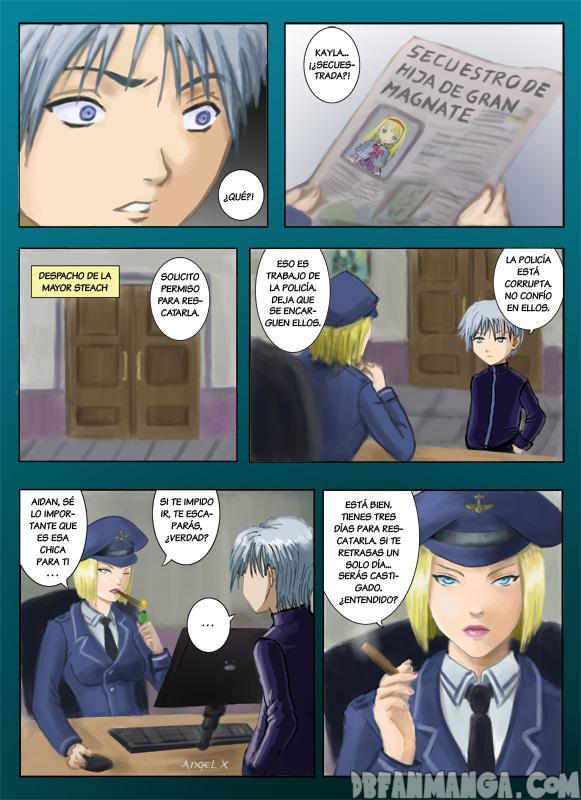 ¿QUÉ?!
KAYLA...
¡¿SECUES-
TRADA?!
SECUESTRO DE
HIJA DE GRAN
MAGNATE
DESPACHO DE LA
MAYOR STEACH
SOLICITO
PERMISO
PARA RES-
CATARLA.
ESO ES
TRABAJO
DE LA
POLICÍA.
DEJA QUE
SE ENCAR-
GUEN ELLOS.
LA POLICÍA
ESTÁ
CORRUPTA.
NO CONFÍO
EN ELLOS.
AIDAN, SÉ
LO IMPOR-
TANTE QUE
ES ESA
CHICA
PARA TI
...
SI TE IMPIDO
IR, TE ESCA-
PARÁS,
¿VERDAD?
...
ESTÁ BIEN.
TIENES TRES
DÍAS PARA RES-
CATARLA. SI TE
RETRASAS UN
SOLO DÍA...
SERÁS CASTI-
GADO.
¿ENTENDIDO?
ANGEL X
DBFANMANGA.COM